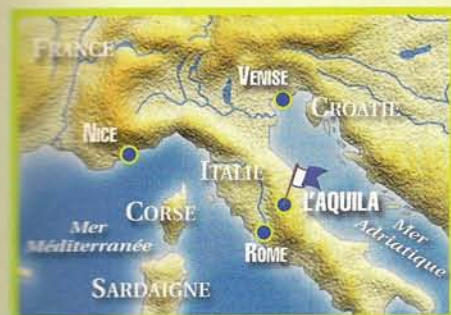 FRANCE
VENISE
CROATIE
NICE
ITALIE
L'AQUILA
CORSE
Mer
Méditerranée
Mer
Adriatique
ROME
SARDAIGNE